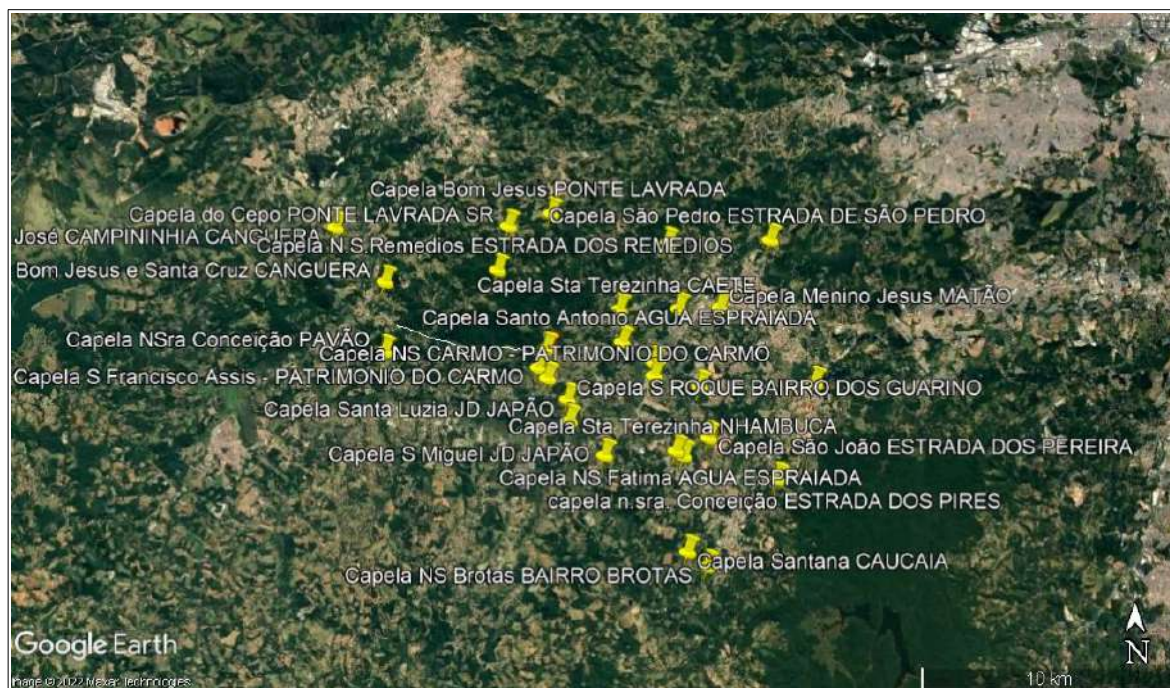 Capela Bom Jesus PONTE LAVRADA
Capela do Cepo PONTE LAVRADA SR
Capela São Pedro ESTRADA DE SÃO PEDRO
José CAMPININHIA CANGUERA
Capela N S Remedios ESTRADA DOS REMEDIOS
Bom Jesus e Santa Cruz CANGUERA
Capela Sta Terezinha CAETE
Capela Menino Jesus MATÃO
Capela Santo Antonio AGUA ESPRAIADA
Capela NSra Conceição PAVÃO
Capela NS CARMO - PATRIMONIO DO CARMO
Capela S Francisco Assis - PATRIMONIO DO CARMO
Capela S ROQUE BAIRRO DOS GUARINO
Capela Santa Luzia JD JAPÃO
Capela Sta Terezinha NHAMBUCA
Capela São João ESTRADA DOS PEREIRA
Capela S Miguel JD JAPÃO
Capela NS Fatima AGUA ESPRAIADA
capela n.sra. Conceição ESTRADA DOS PIRES
Capela Santana CAUCAIA
Capela NS Brotas BAIRRO BROTAS
Google Earth
N
Image © 2022 Maxar Technologies
10 km